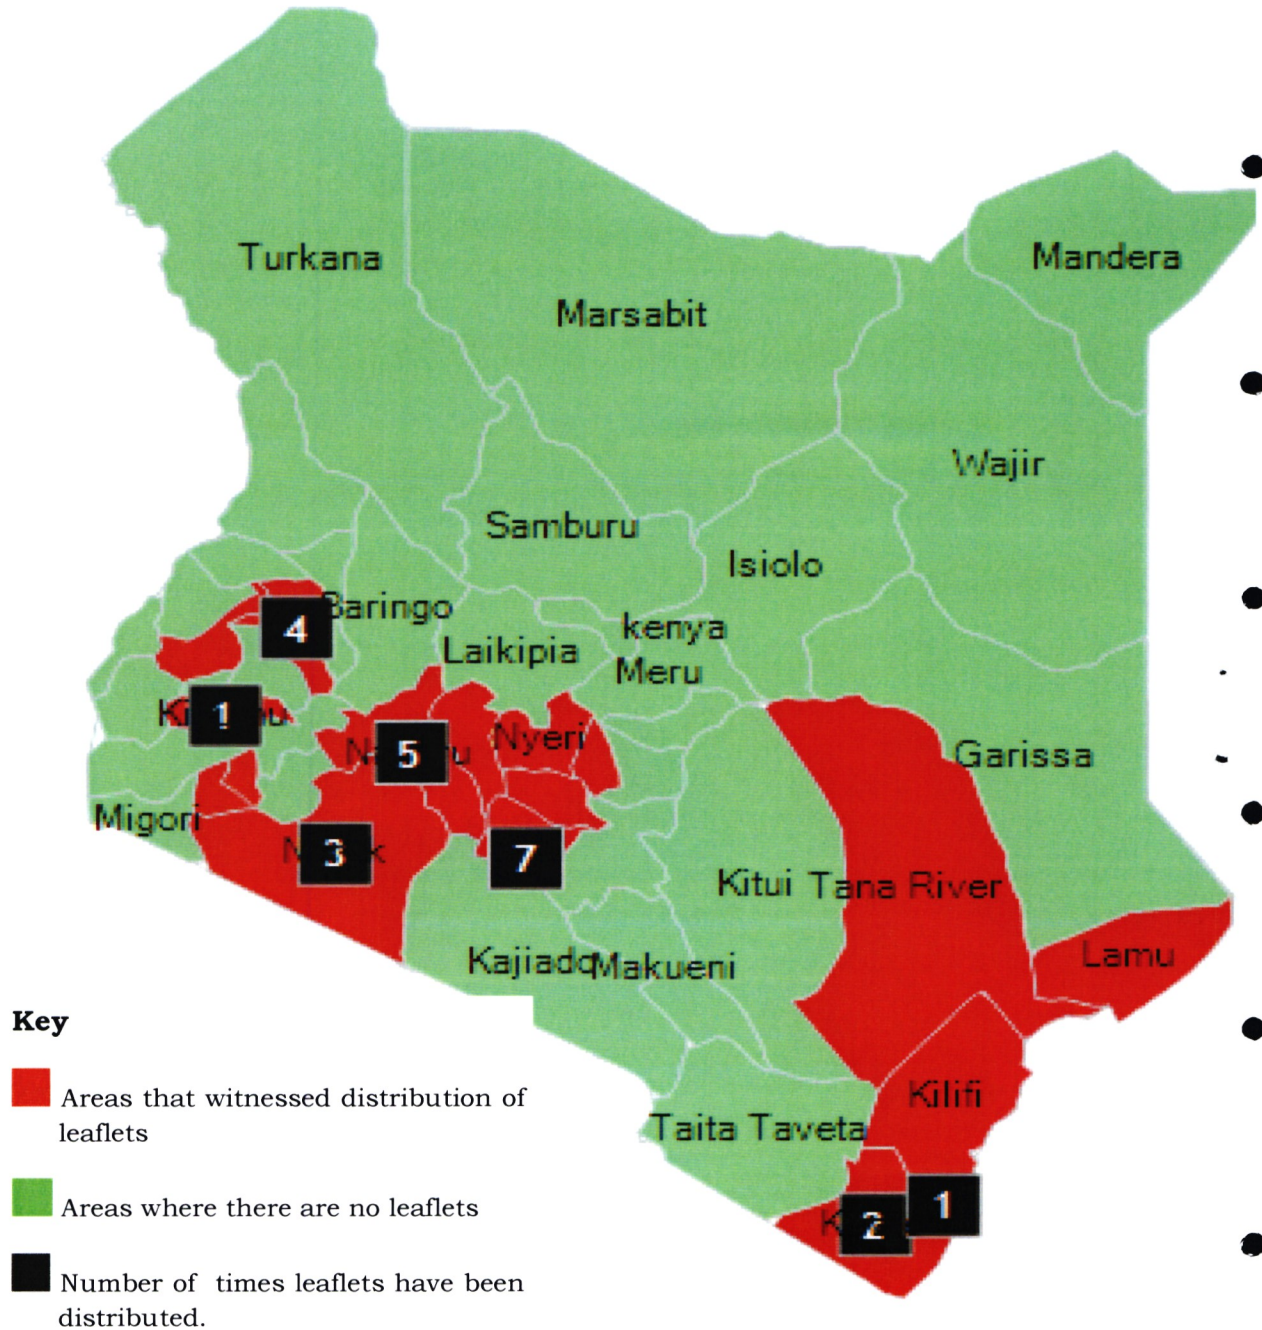 Turkana
Mandera
Marsabit
Wajir
Samburu
Isiolo
Baringo
kenya
4
Laikipia
Meru
1
Nyeri
5
Garissa
Migori
3
7
Kitui
Tana River
Lamu
Kajiado
Makueni
Key
Areas that witnessed distribution of
leaflets
Kilifi
Taita Taveta
Areas where there are no leaflets
1
2
Number of times leaflets have been
distributed.